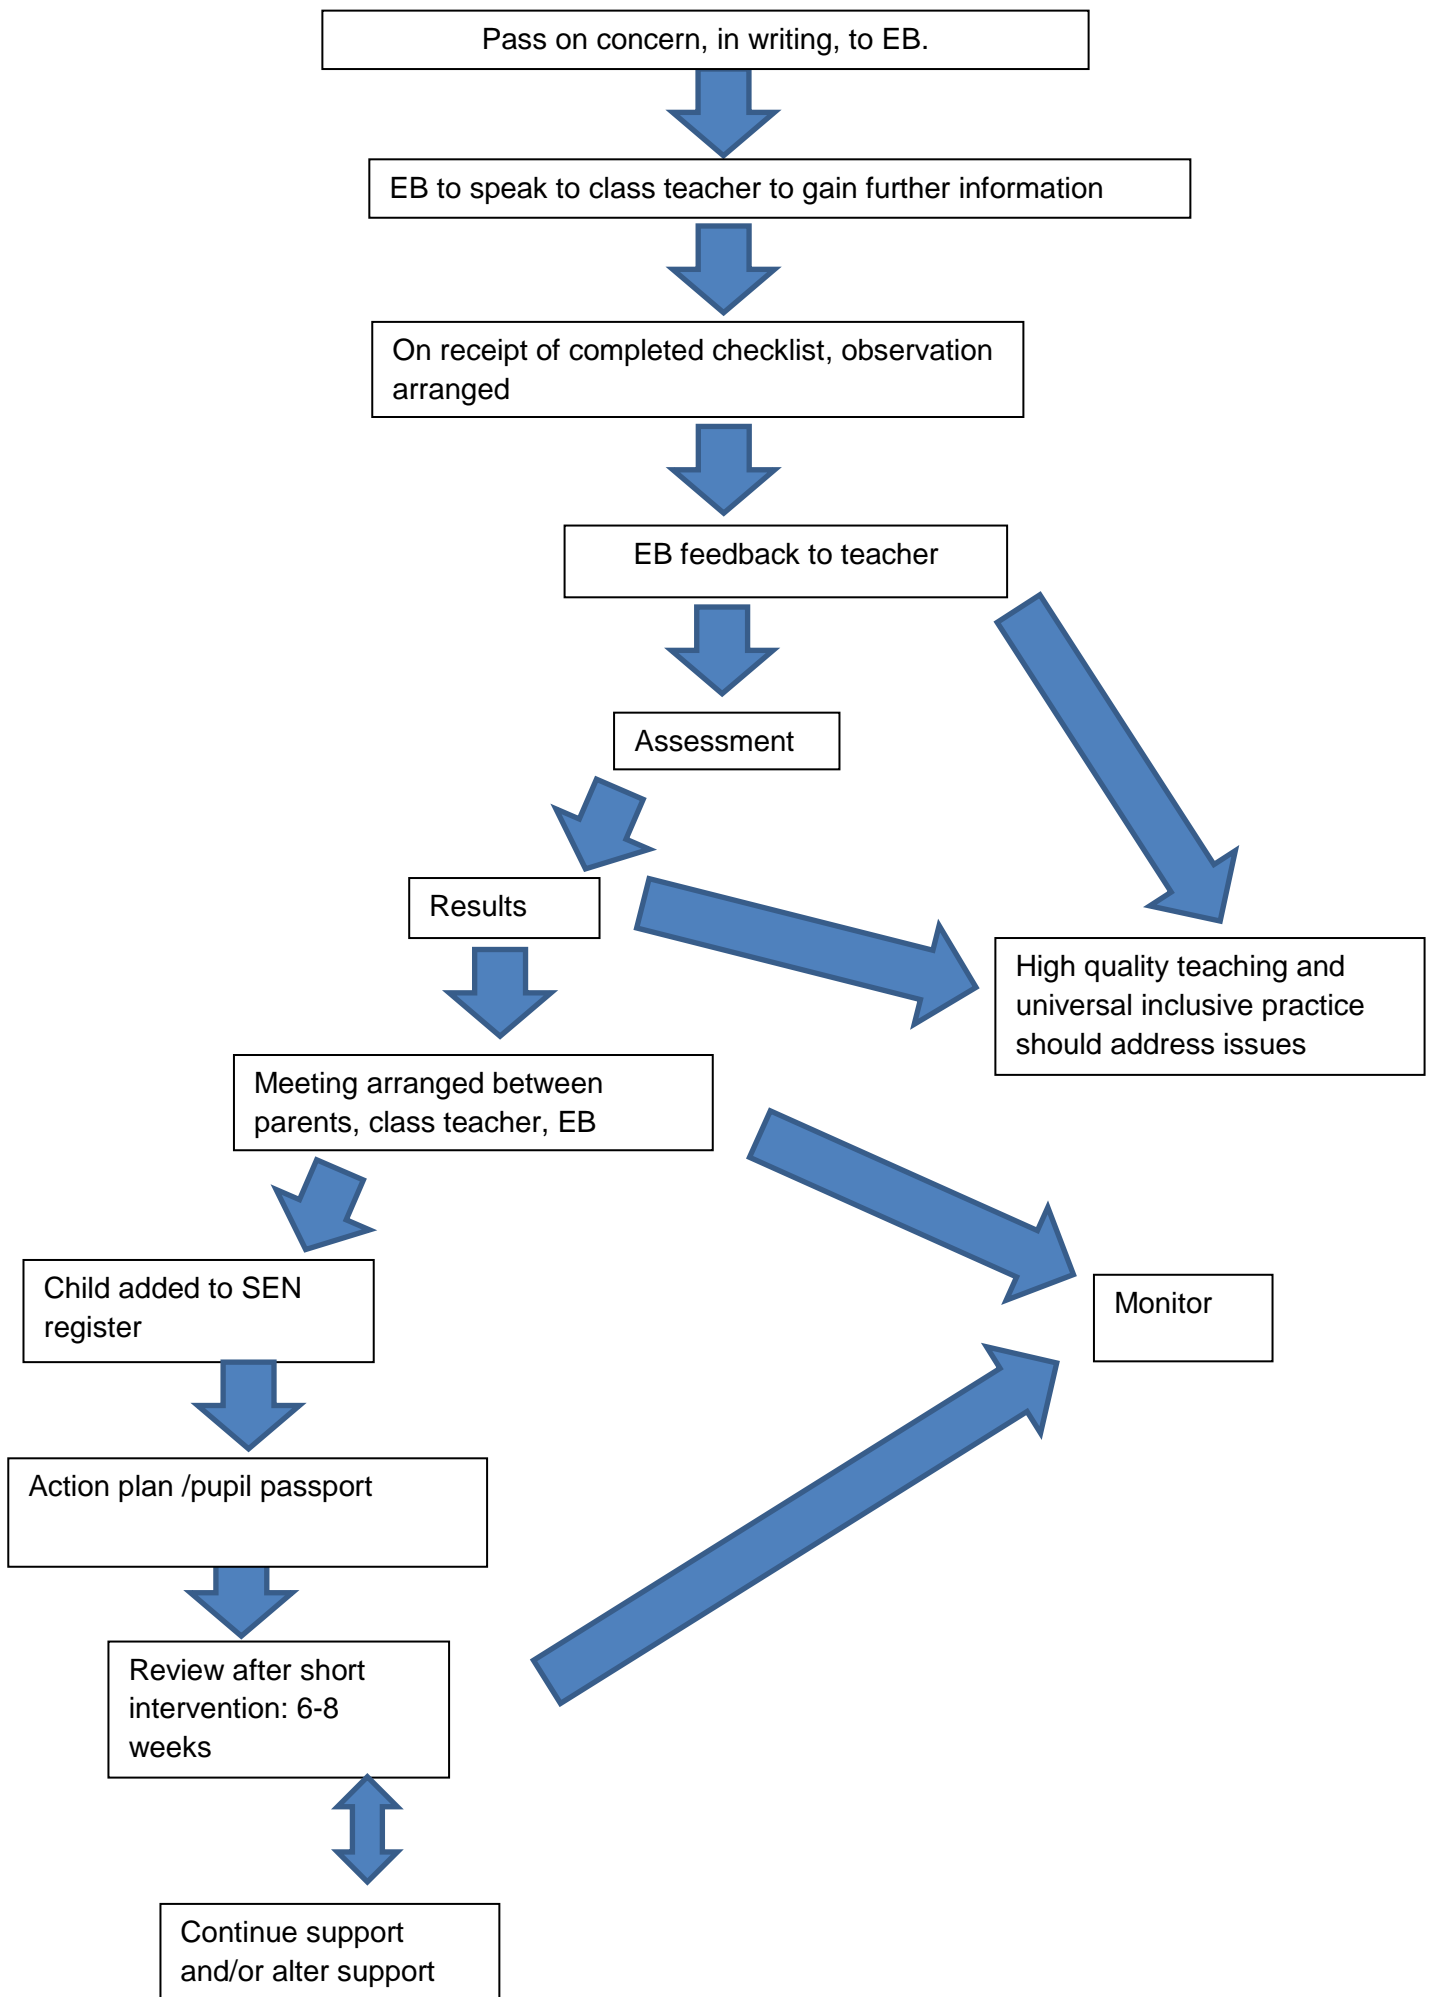 Pass on concern, in writing, to EB.
EB to speak to class teacher to gain further information
On receipt of completed checklist, observation
arranged
EB feedback to teacher
Assessment
Results
High quality teaching and
universal inclusive practice
should address issues
Meeting arranged between
parents, class teacher, EB
Child added to SEN
register
Monitor
Action plan /pupil passport
Review after short
intervention: 6-8
weeks
Continue support
and/or alter support